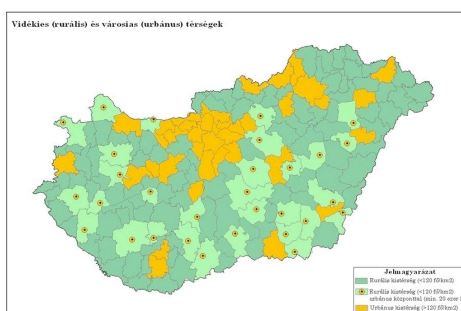 Vidékies (rurális) és városias (urbánus) térségek
Jelmagyarázat
Rurális kistérség (<120 fő/km2)
Rurális kistérség (<120 fő/km2)
urbánus központtal (min. 20 ezer
Urbánus kistérség (>120 fő/km2)